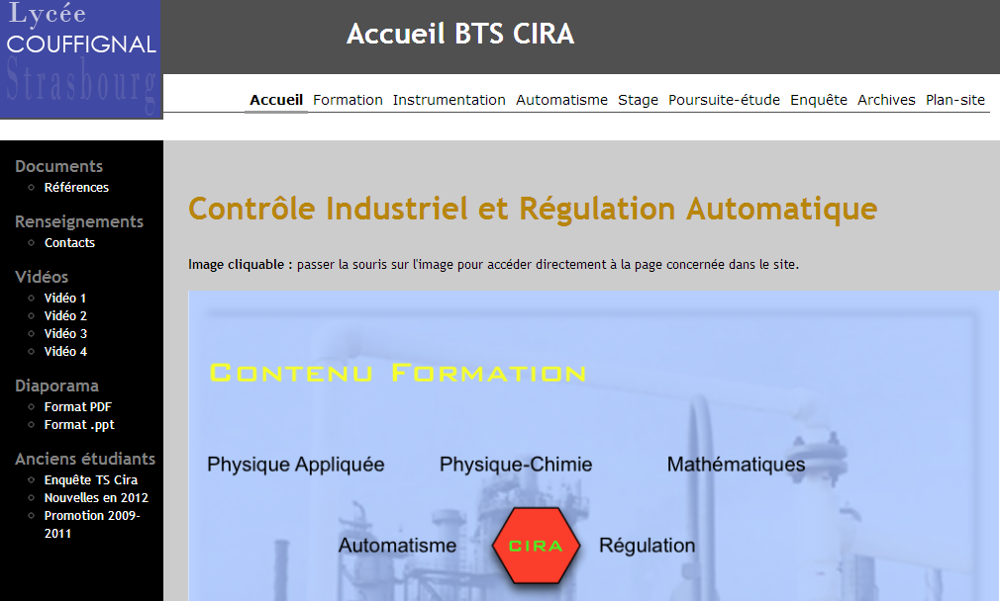 Lycée
COUFFIGNAL
Strasbourg
Accueil BTS CIRA
Accueil Formation Instrumentation Automatisme Stage Poursuite-étude Enquête Archives Plan-site
Documents
Références
Renseignements
Contacts
Vidéos
Vidéo 1
Vidéo 2
Vidéo 3
Vidéo 4
Diaporama
Format PDF
Format .ppt
Anciens étudiants
Enquête TS Cira
Nouvelles en 2012
Promotion 2009-
2011
Contrôle Industriel et Régulation Automatique
Image cliquable : passer la souris sur l'image pour accéder directement à la page concernée dans le site.
Contenu Formation
Physique Appliquée Physique-Chimie Mathématiques
Automatisme CIRA Régulation